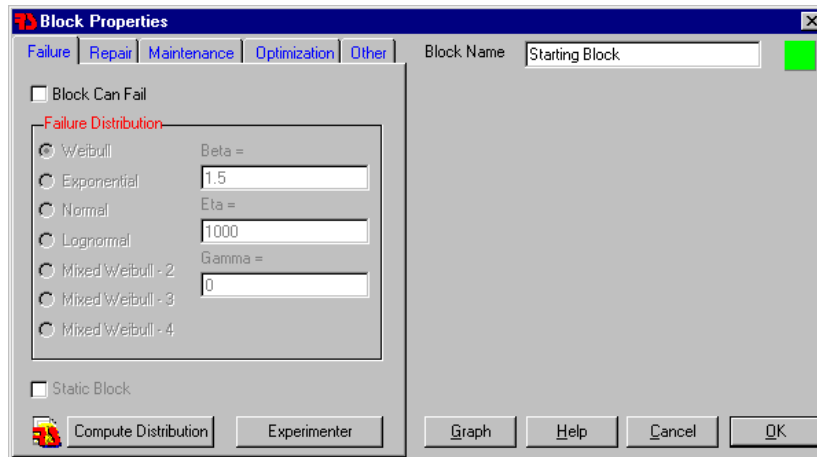 Block Properties
Failure Repair Maintenance Optimization Other
Block Name Starting Block
Block Can Fail
Failure Distribution
Weibull
Exponential
Normal
Lognormal
Mixed Weibull - 2
Mixed Weibull - 3
Mixed Weibull - 4
Beta =
1.5
Eta =
1000
Gamma =
0
Static Block
Compute Distribution Experimenter Graph Help Cancel OK